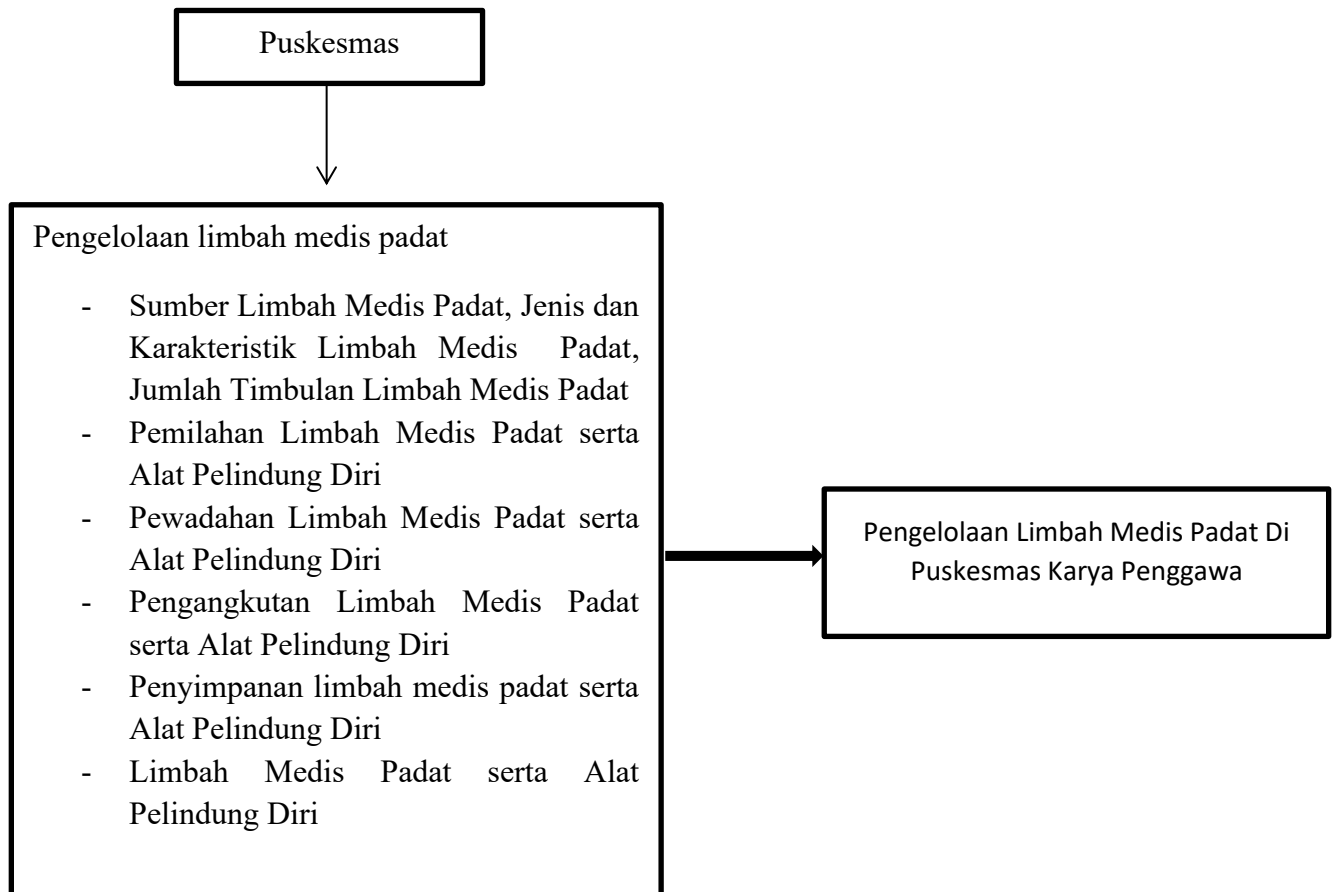 Puskesmas
Pengelolaan limbah medis padat
- Sumber Limbah Medis Padat, Jenis dan
Karakteristik Limbah Medis Padat,
Jumlah Timbulan Limbah Medis Padat
- Pemilahan Limbah Medis Padat serta
Alat Pelindung Diri
- Pewadahan Limbah Medis Padat serta
Alat Pelindung Diri
- Pengangkutan Limbah Medis Padat
serta Alat Pelindung Diri
- Penyimpanan limbah medis padat serta
Alat Pelindung Diri
- Limbah Medis Padat serta Alat
Pelindung Diri
Pengelolaan Limbah Medis Padat Di
Puskesmas Karya Penggawa